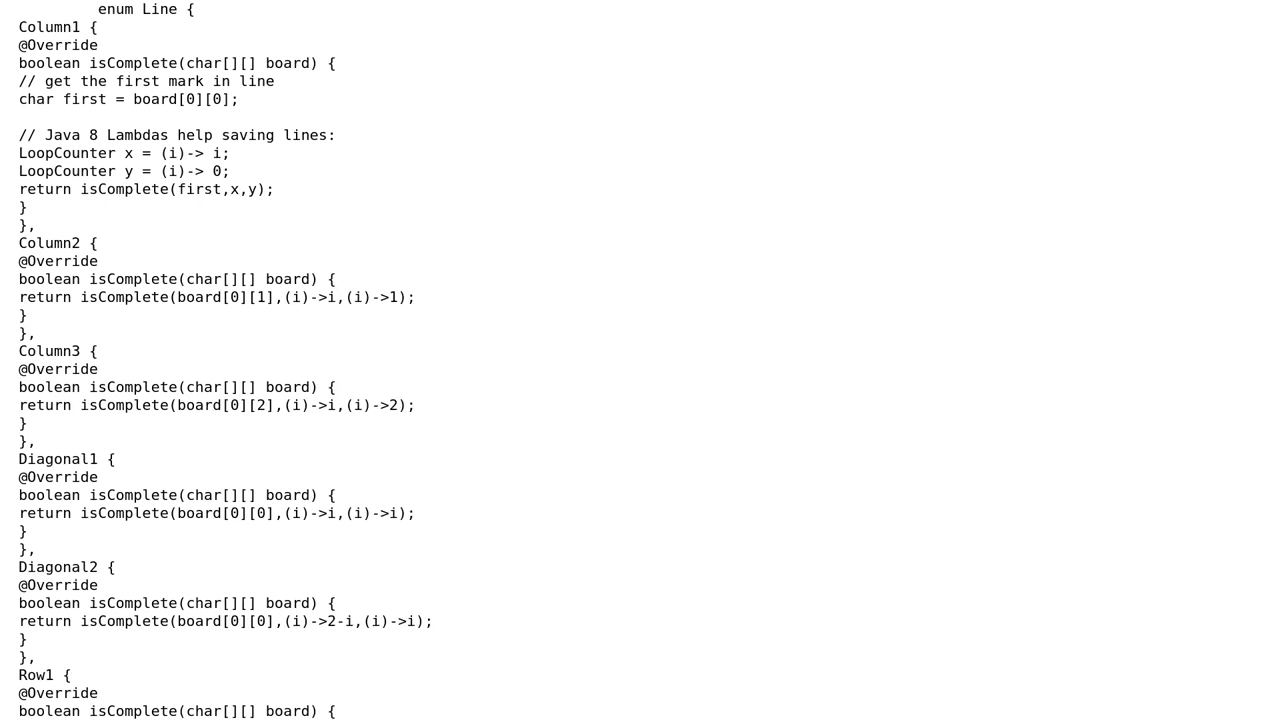 enum Line {
Column1 {
@Override
boolean isComplete(char[][] board) {
// get the first mark in line
char first = board[0][0];

// Java 8 Lambdas help saving lines:
LoopCounter x = (i)-> i;
LoopCounter y = (i)-> 0;
return isComplete(first,x,y);
}
},
Column2 {
@Override
boolean isComplete(char[][] board) {
return isComplete(board[0][1],(i)->i,(i)->1);
}
},
Column3 {
@Override
boolean isComplete(char[][] board) {
return isComplete(board[0][2],(i)->i,(i)->2);
}
},
Diagonal1 {
@Override
boolean isComplete(char[][] board) {
return isComplete(board[0][0],(i)->i,(i)->i);
}
},
Diagonal2 {
@Override
boolean isComplete(char[][] board) {
return isComplete(board[0][0],(i)->2-i,(i)->i);
}
},
Row1 {
@Override
boolean isComplete(char[][] board) {